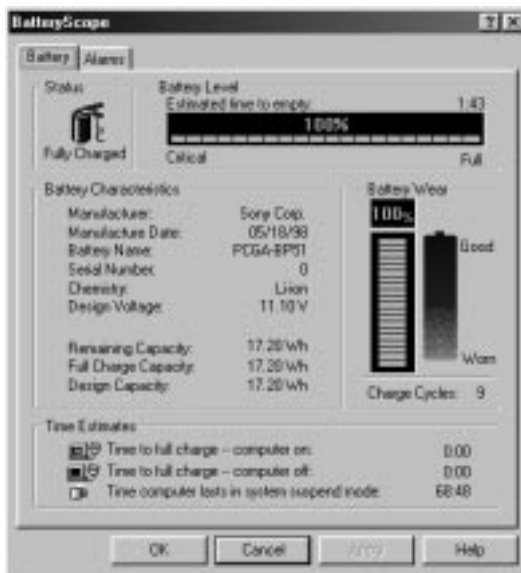 BatteryScope
Battery Alarms
Status
Fully Charged
Battery Level
Estimated time to empty: 1:43
100%
Critical Full
Battery Characteristics
Manufacturer: Sony Corp.
Manufacture Date: 05/18/98
Battery Name: PCGA-BP51
Serial Number: 0
Chemistry: Li-ion
Design Voltage: 11.10 V
Remaining Capacity: 17.20 Wh
Full Charge Capacity: 17.20 Wh
Design Capacity: 17.20 Wh
Battery Wear
100%
Good
Worn
Charge Cycles: 9
Time Estimates
Time to full charge – computer on: 0:00
Time to full charge – computer off: 0:00
Time computer lasts in system suspend mode: 68:48
OK Cancel Apply Help